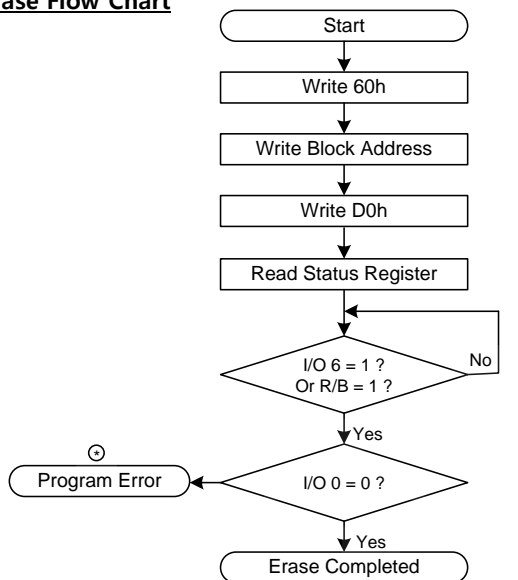 ase Flow Chart
Start
Write 60h
Write Block Address
Write D0h
Read Status Register
I/O 6 = 1 ?
Or R/B = 1 ?
No
Yes
*
Program Error
I/O 0 = 0 ?
Yes
Erase Completed